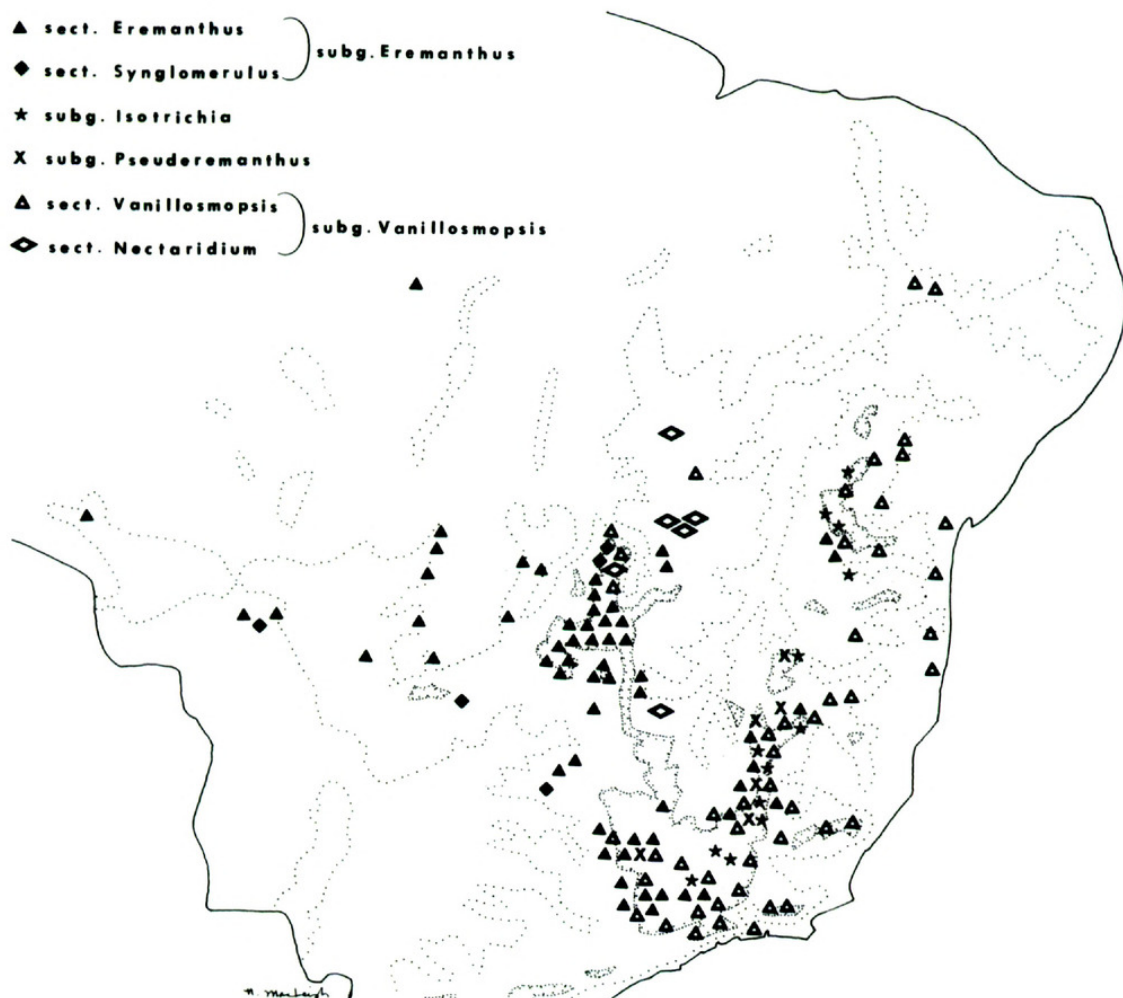 sect. Eremanthus
subg. Eremanthus
sect. Synglomerulus
subg. Isotrichia
X subg. Pseuderemanthus
sect. Vanillosmopsis
subg. Vanillosmopsis
sect. Nectaridium